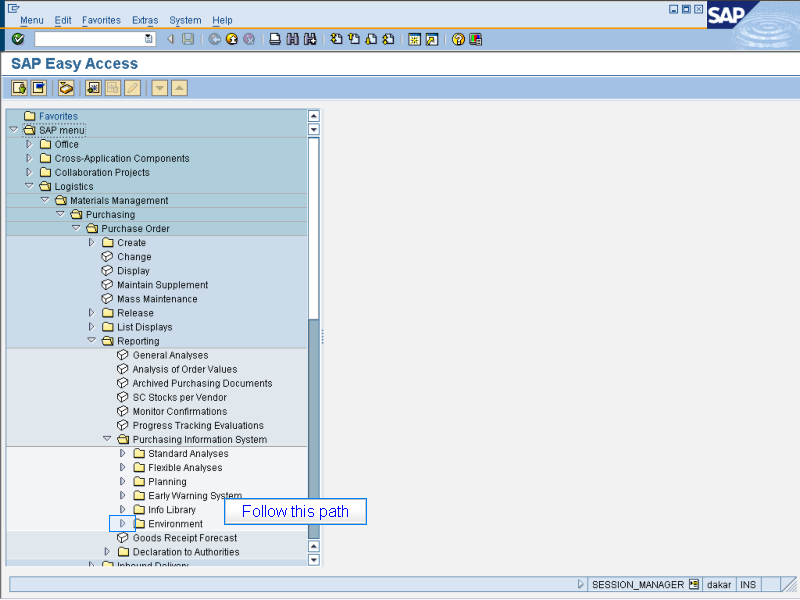 Menu Edit Favorites Extras System Help
SAP
SAP Easy Access
Favorites
SAP menu
Office
Cross-Application Components
Collaboration Projects
Logistics
Materials Management
Purchasing
Purchase Order
Create
Change
Display
Maintain Supplement
Mass Maintenance
Release
List Displays
Reporting
General Analyses
Analysis of Order Values
Archived Purchasing Documents
SC Stocks per Vendor
Monitor Confirmations
Progress Tracking Evaluations
Purchasing Information System
Standard Analyses
Flexible Analyses
Planning
Early Warning System
Info Library
Follow this path
Environment
Goods Receipt Forecast
Declaration to Authorities
Inbound Delivery
SESSION_MANAGER dakar INS